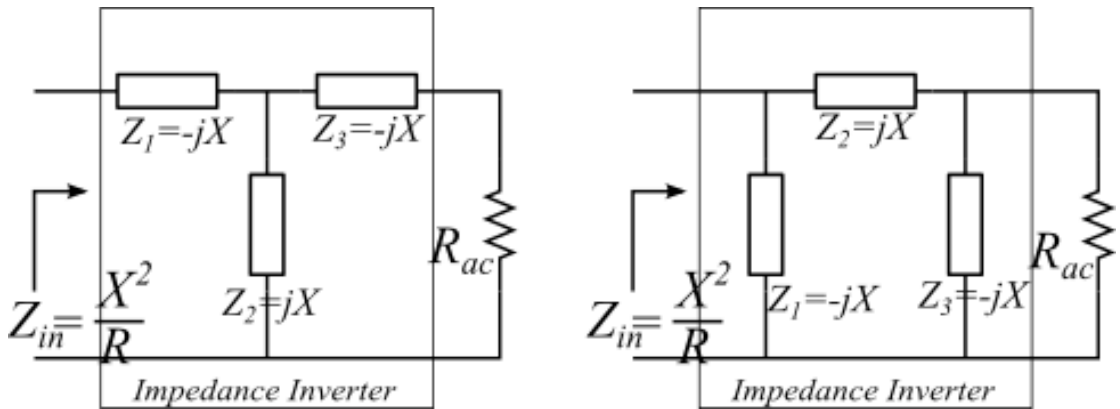 Z1=-jX
Z3=-jX
Rac
Z2=jX
Zin=X2/R
Impedance Inverter
Z2=jX
Rac
Z1=-jX
Z3=-jX
Zin=X2/R
Impedance Inverter